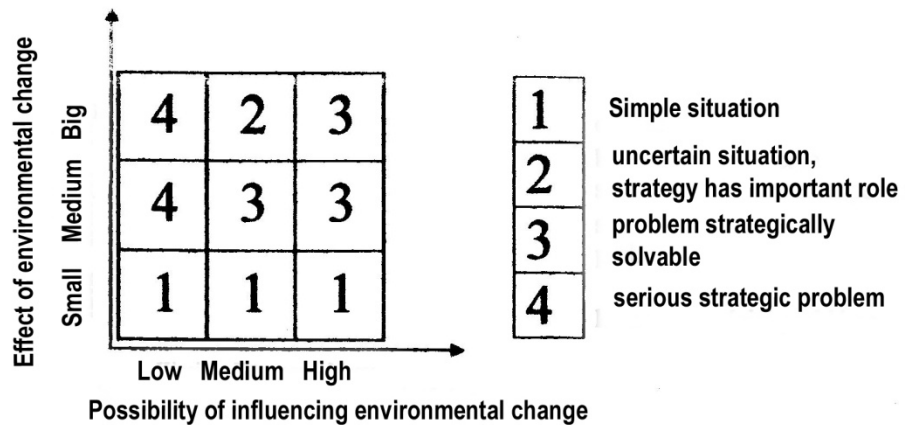 Effect of environmental change
Big
Medium
Small
4 2 3
4 3 3
1 1 1
Low Medium High
Possibility of influencing environmental change
1 Simple situation
2 uncertain situation,
strategy has important role
3 problem strategically
solvable
4 serious strategic problem